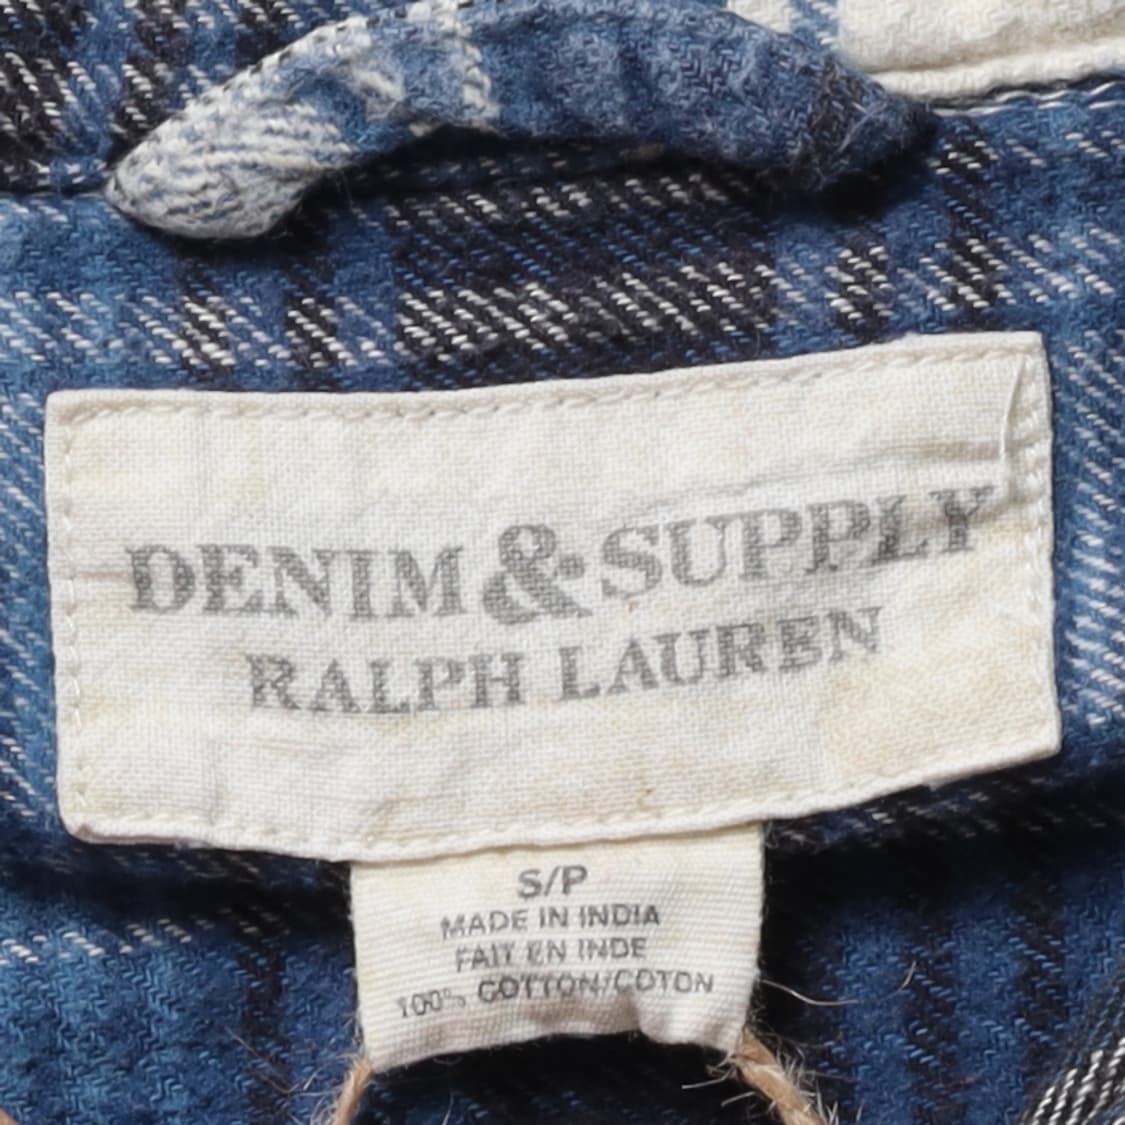 DENIM & SUPPLY
RALPH LAUREN
S/P
MADE IN INDIA
FAIT EN INDE
100% COTTON/COTON